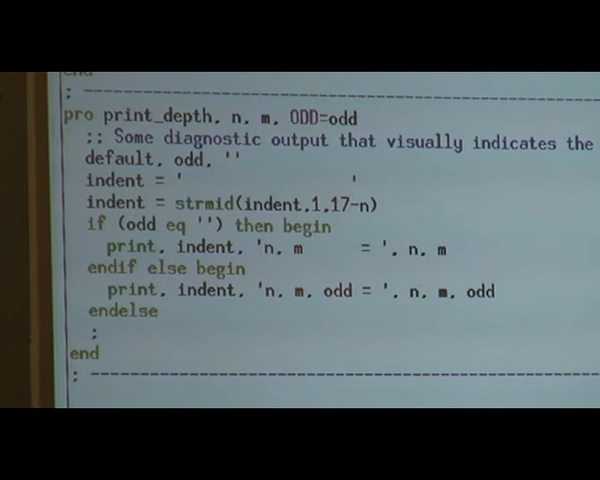 end
; ----------------------------------------------------------
pro print_depth, n, m, ODD=odd
;; Some diagnostic output that visually indicates the
default, odd, ''
indent = '                        '
indent = strmid(indent,1,17-n)
if (odd eq '') then begin
print, indent, 'n, m      = ', n, m
endif else begin
print, indent, 'n, m, odd = ', n, m, odd
endelse
;
end
; ----------------------------------------------------------